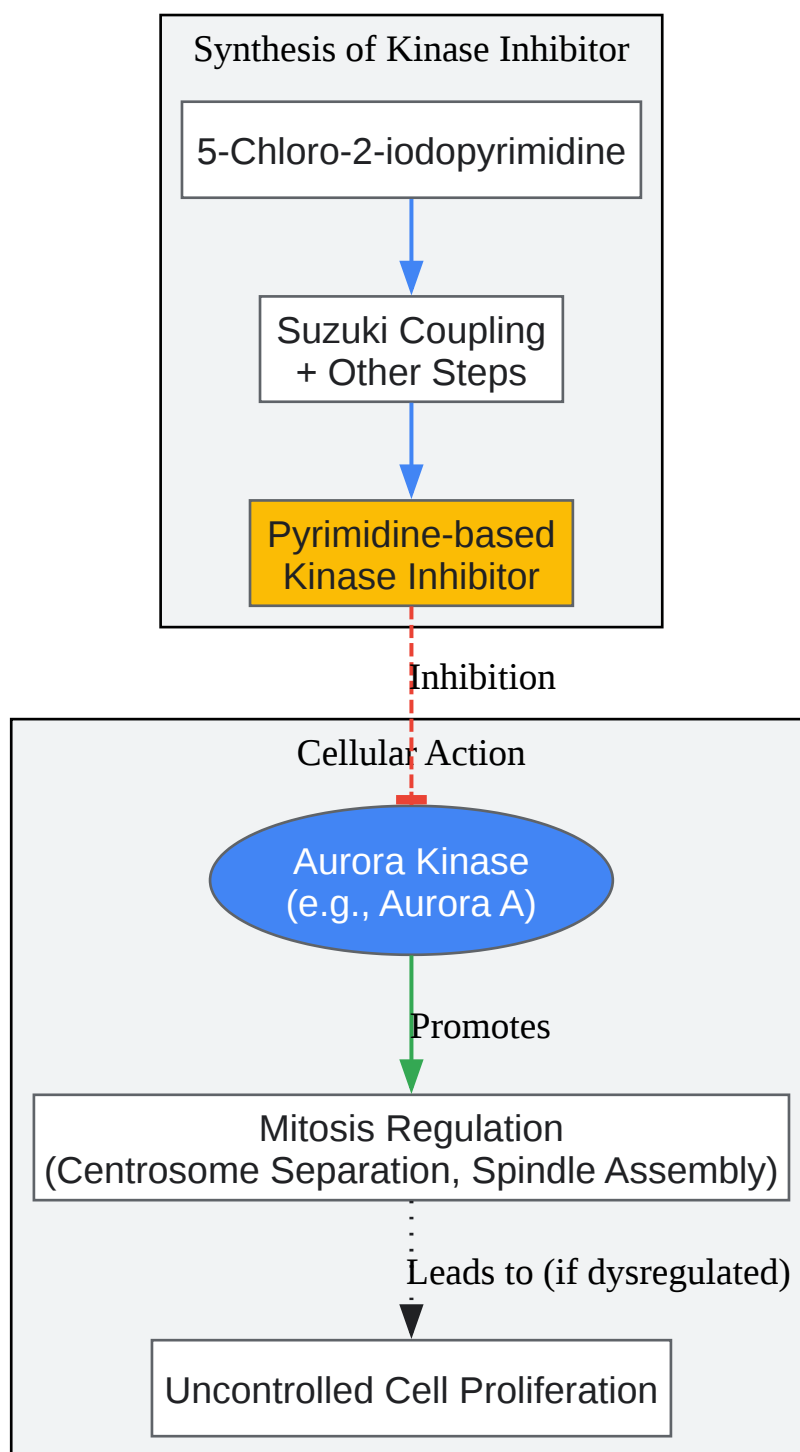 Synthesis of Kinase Inhibitor
5-Chloro-2-iodopyrimidine
Suzuki Coupling
+ Other Steps
Pyrimidine-based
Kinase Inhibitor
Inhibition
Cellular Action
Aurora Kinase
(e.g., Aurora A)
Promotes
Mitosis Regulation
(Centrosome Separation, Spindle Assembly)
Leads to (if dysregulated)
Uncontrolled Cell Proliferation